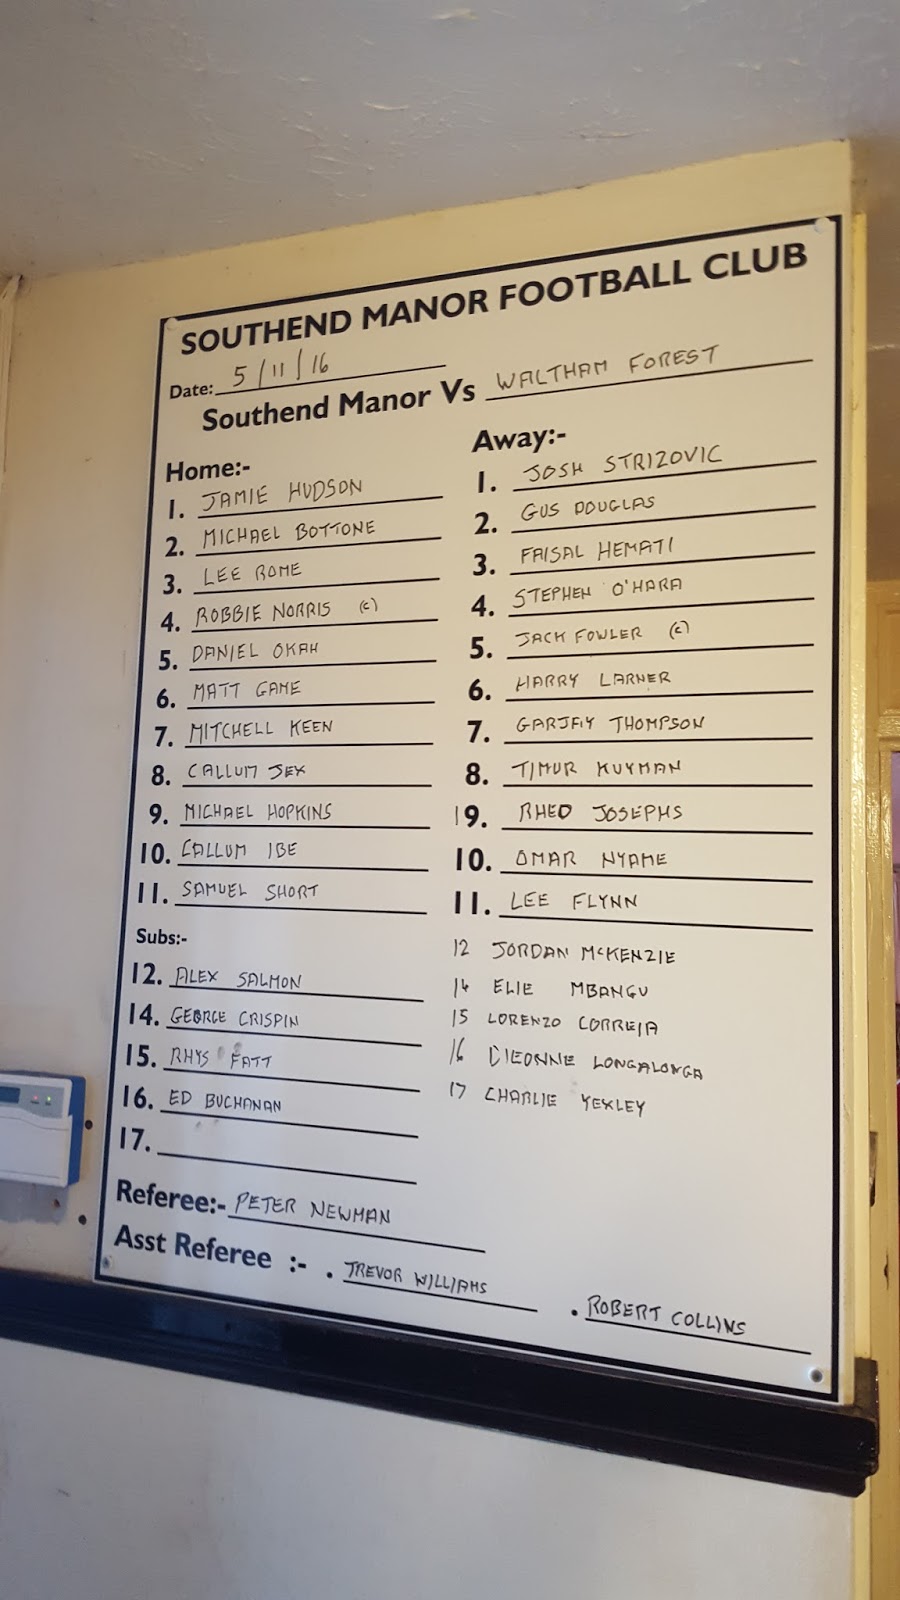 SOUTHEND MANOR FOOTBALL CLUB
Date: 5/11/16
Southend Manor Vs WALTHAM FOREST
Home:-
1. JAMIE HUDSON
2. MICHAEL BOTTONE
3. LEE ROME
4. ROBBIE NORRIS (c)
5. DANIEL OKAH
6. MATT GAME
7. MITCHELL KEEN
8. CALLUM JEX
9. MICHAEL HOPKINS
10. CALLUM IBE
11. SAMUEL SHORT
Subs:-
12. ALEX SALMON
14. GEORGE CRISPIN
15. RHYS FATT
16. ED BUCHANAN
17.
Away:-
1. JOSH STRIZOVIC
2. GUS DOUGLAS
3. FAISAL HEMATI
4. STEPHEN O'HARA
5. JACK FOWLER (c)
6. HARRY LARNER
7. GARJAY THOMPSON
8. TIMUR KUYMAN
19. RHEO JOSEPHS
10. OMAR NYAME
11. LEE FLYNN
12 JORDAN McKENZIE
14 ELIE MBANGU
15 LORENZO CORREIA
16 DIEONNE LONGALONGA
17 CHARLIE YEXLEY
Referee:- PETER NEWMAN
Asst Referee :- . TREVOR WILLIAMS . ROBERT COLLINS